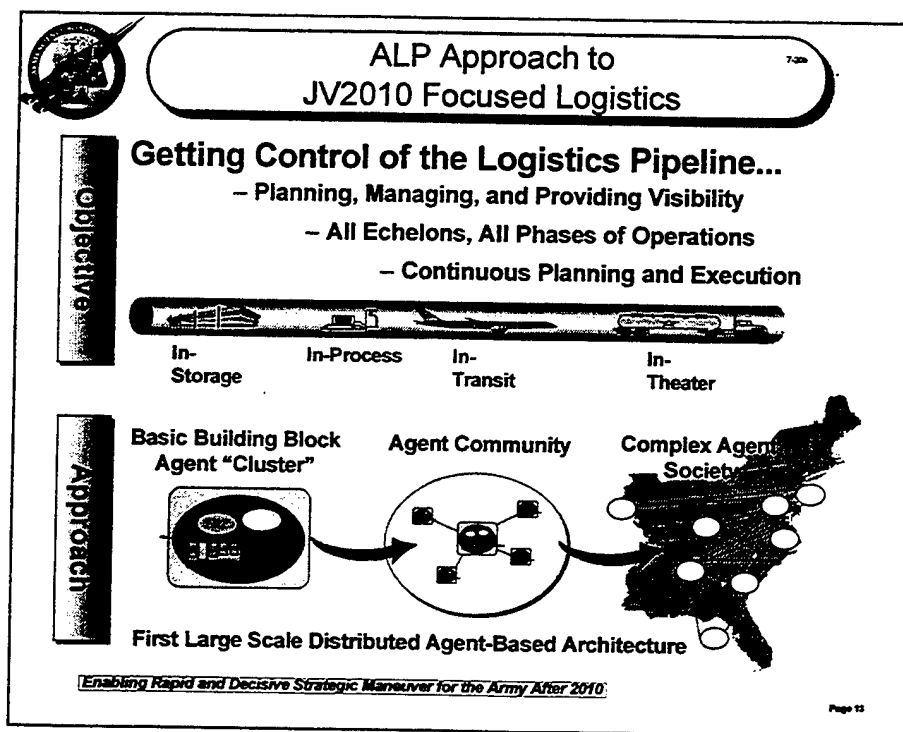 ALP Approach to
JV2010 Focused Logistics
Objective
Getting Control of the Logistics Pipeline...
– Planning, Managing, and Providing Visibility
– All Echelons, All Phases of Operations
– Continuous Planning and Execution
In-
Storage
In-Process
In-
Transit
In-
Theater
Approach
Basic Building Block
Agent “Cluster”
Agent Community
Complex Agent
Society
First Large Scale Distributed Agent-Based Architecture
Enabling Rapid and Decisive Strategic Maneuver for the Army After 2010
Page 13